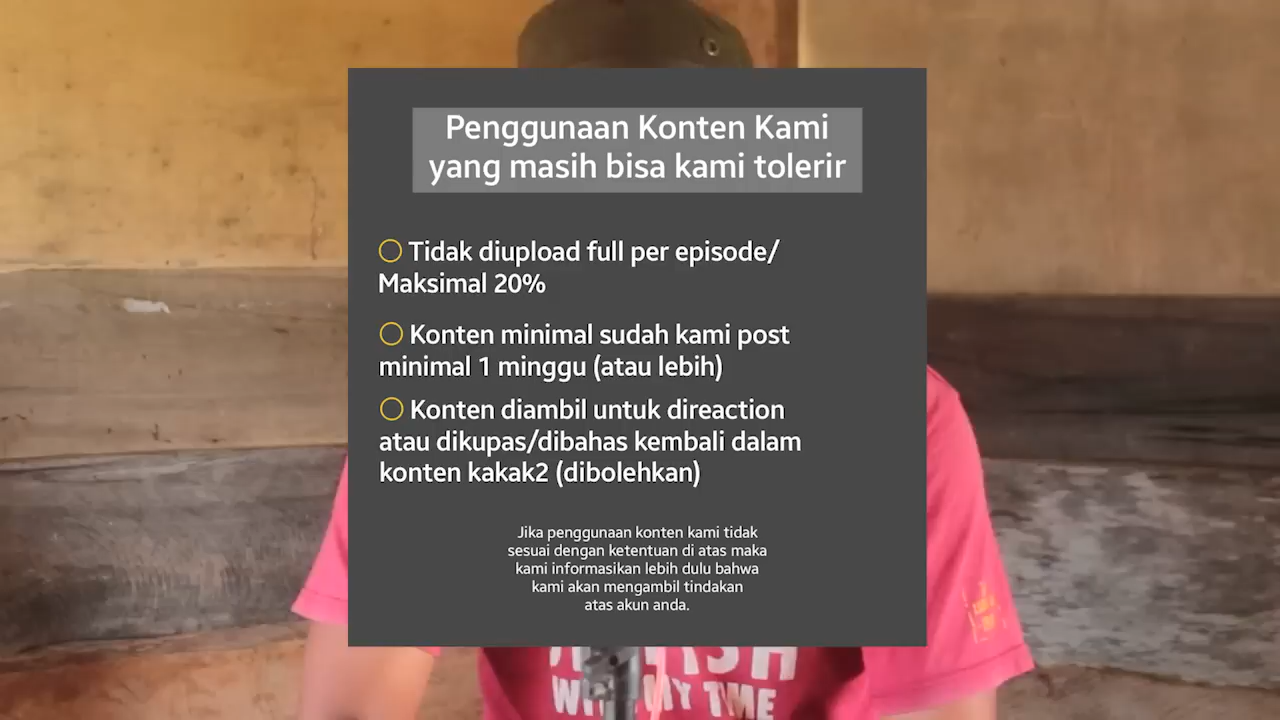 Penggunaan Konten Kami
yang masih bisa kami tolerir
Tidak diupload full per episode/
Maksimal 20%
Konten minimal sudah kami post
minimal 1 minggu (atau lebih)
Konten diambil untuk direaction
atau dikupas/dibahas kembali dalam
konten kakak2 (dibolehkan)
Jika penggunaan konten kami tidak
sesuai dengan ketentuan di atas maka
kami informasikan lebih dulu bahwa
kami akan mengambil tindakan
atas akun anda.
MY TIME